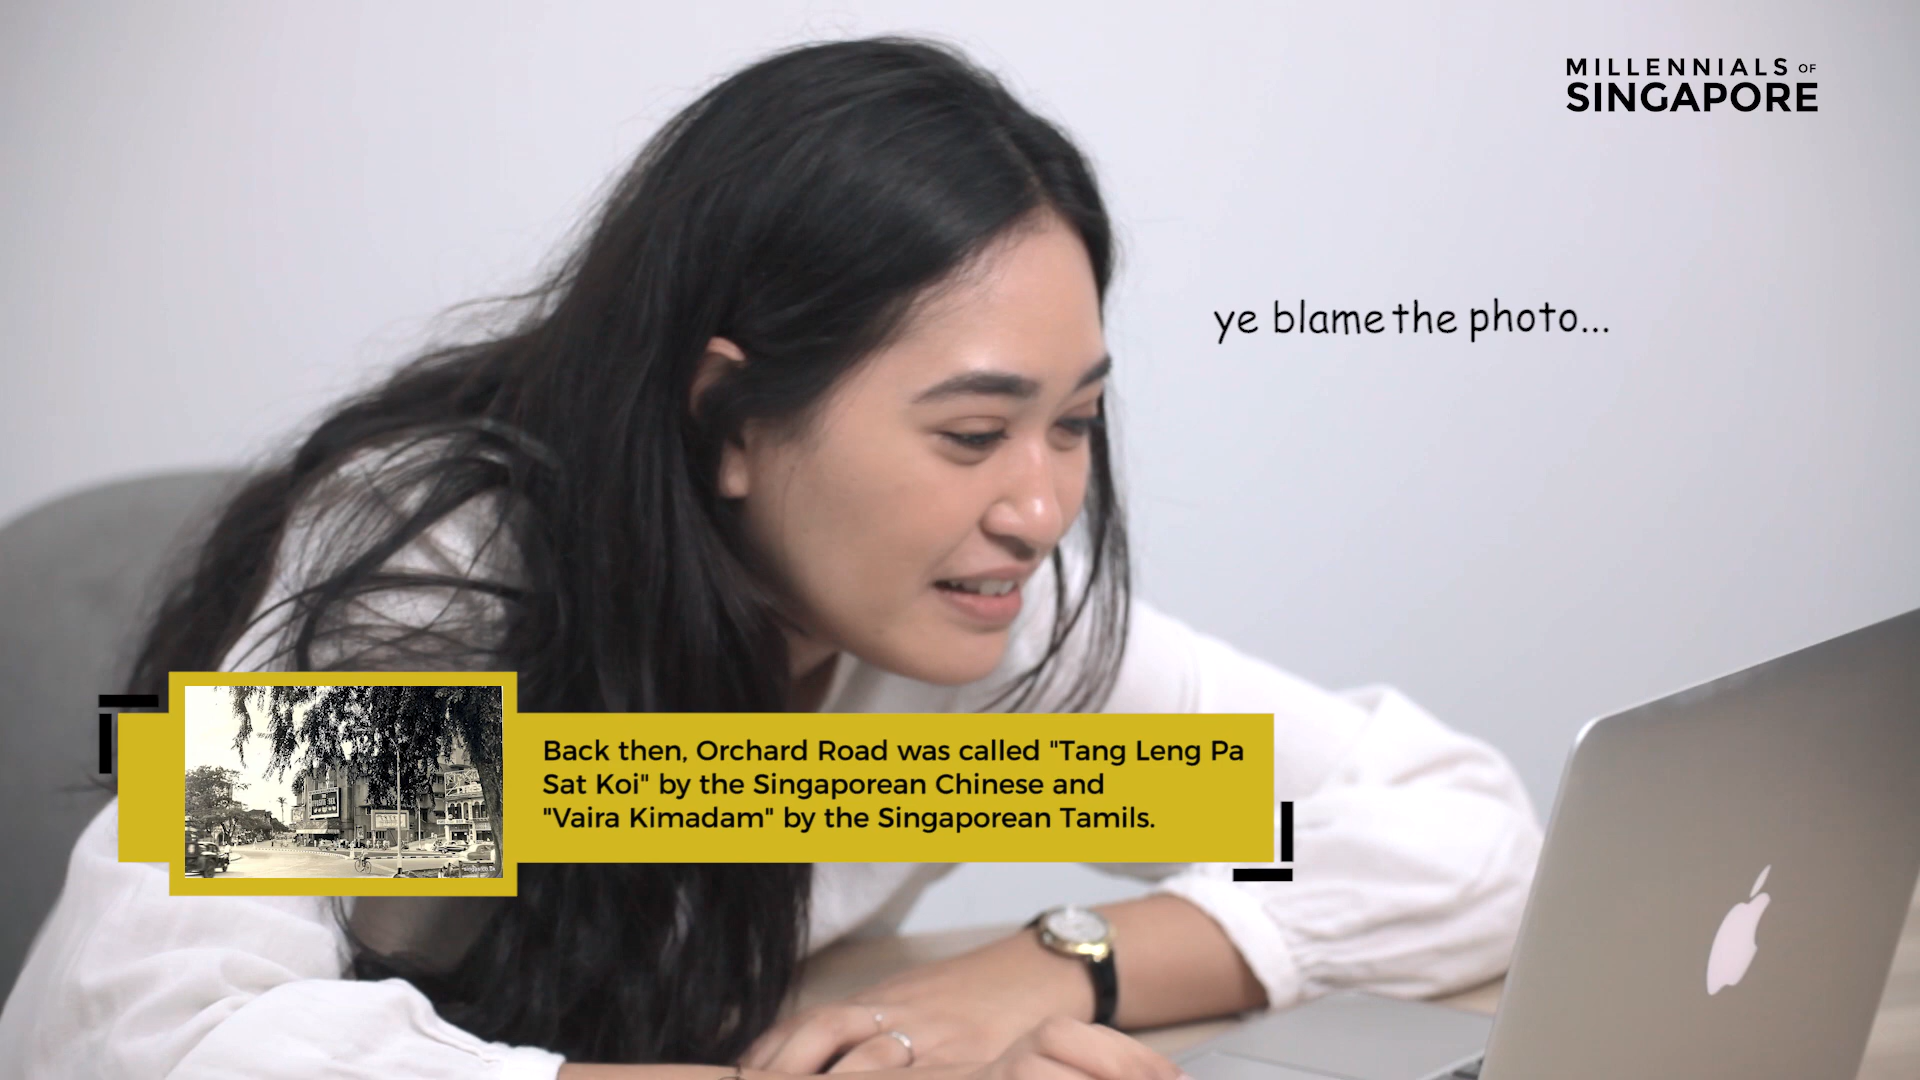 MILLENNIALS OF
SINGAPORE
ye blame the photo...
Back then, Orchard Road was called "Tang Leng Pa
Sat Koi" by the Singaporean Chinese and
"Vaira Kimadam" by the Singaporean Tamils.